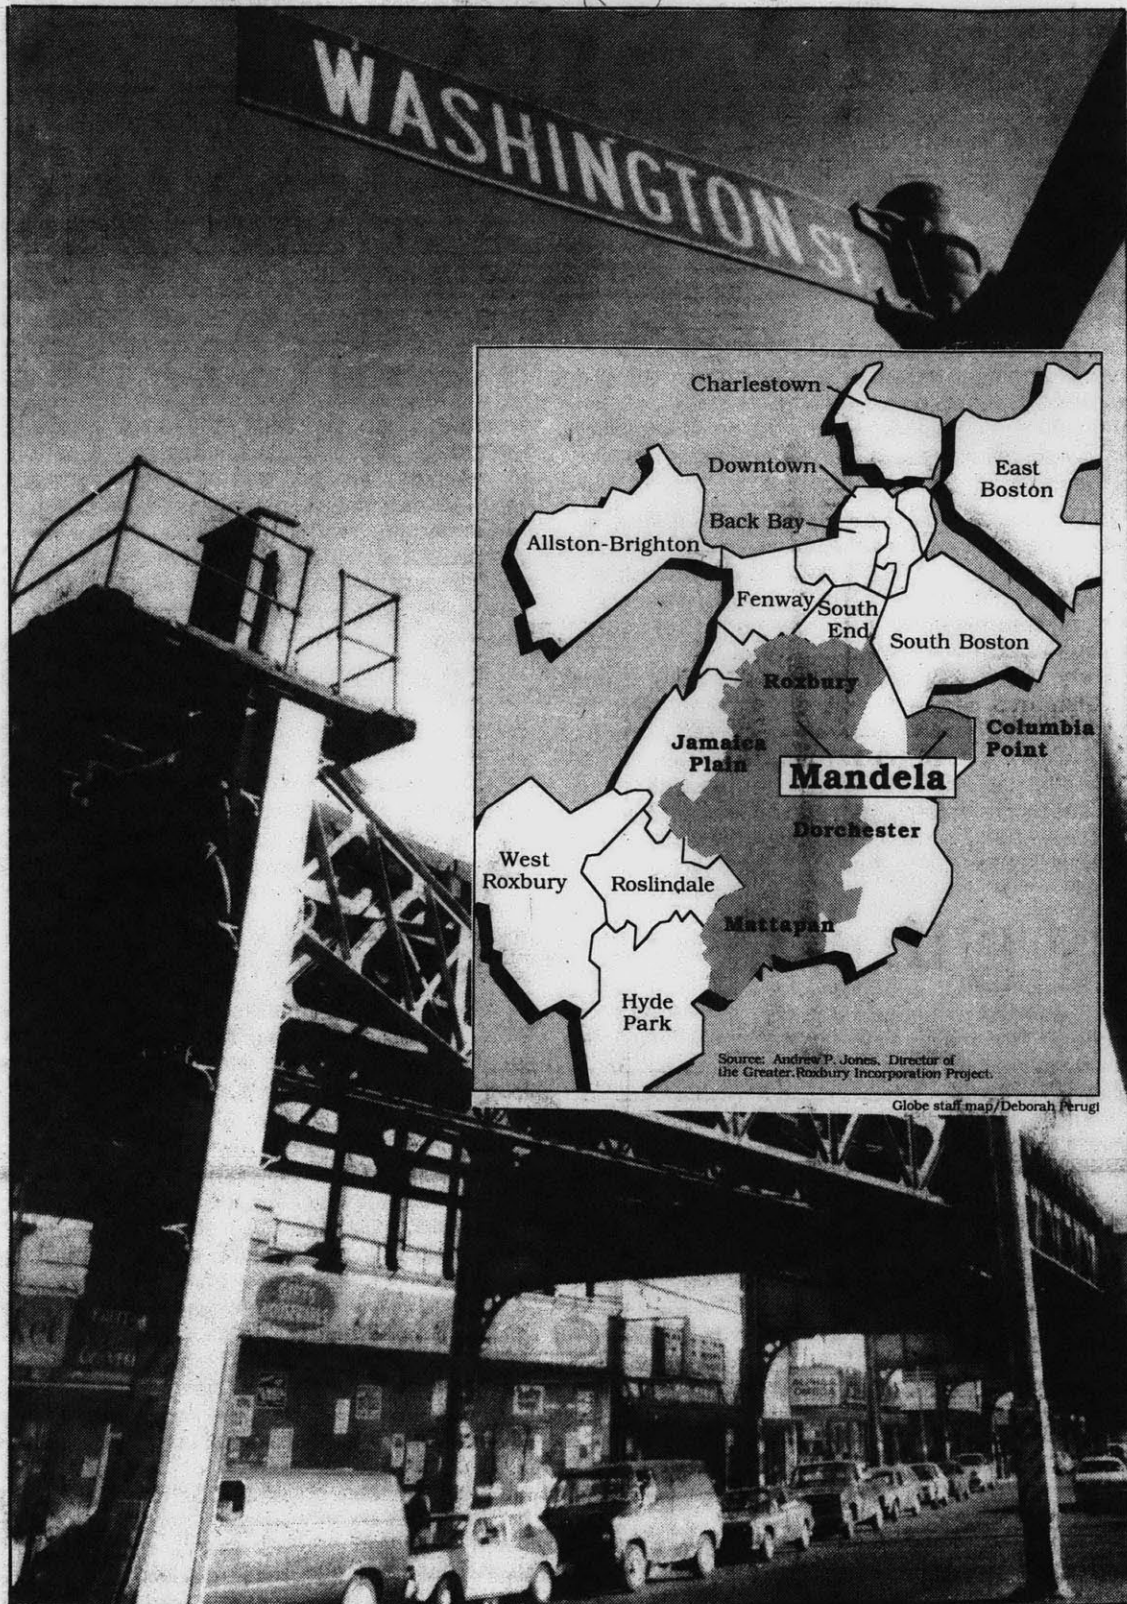 WASHINGTON ST
Charlestown
Downtown
East
Boston
Back Bay
Allston-Brighton
Fenway
South
End
South Boston
Roxbury
Columbia
Point
Jamaica
Plain
Mandela
Dorchester
West
Roxbury
Roslindale
Mattapan
Hyde
Park
Source: Andrew P. Jones, Director of
the Greater Roxbury Incorporation Project.
Globe staff map/Deborah Perugi